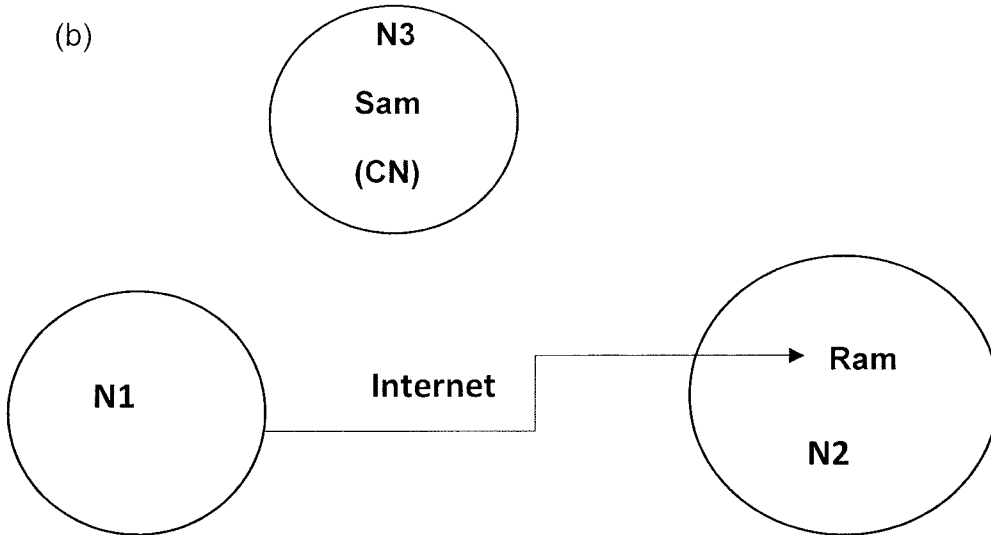 (b)
N3
Sam
(CN)
N1
Internet
Ram
N2